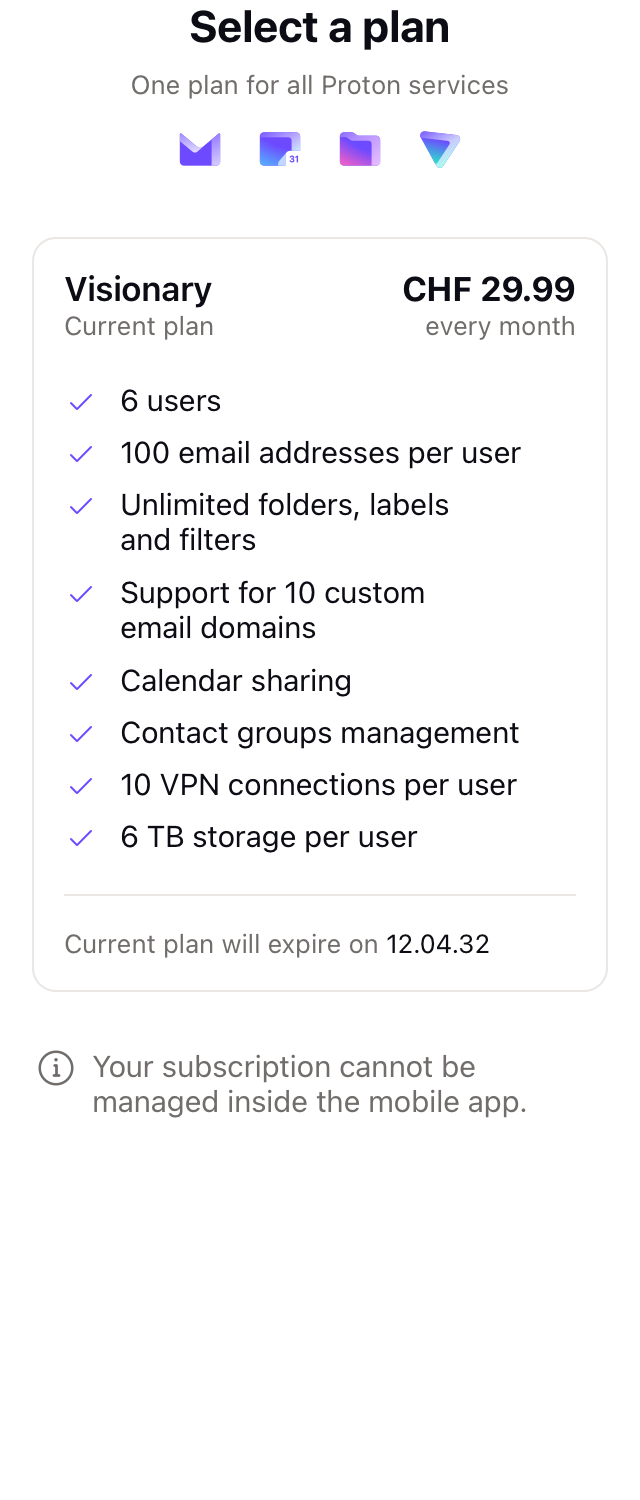 Select a plan
One plan for all Proton services
31
Visionary
CHF 29.99
Current plan
every month
6 users
100 email addresses per user
Unlimited folders, labels
and filters
Support for 10 custom
email domains
Calendar sharing
Contact groups management
10 VPN connections per user
6 TB storage per user
Current plan will expire on 12.04.32
Your subscription cannot be
managed inside the mobile app.